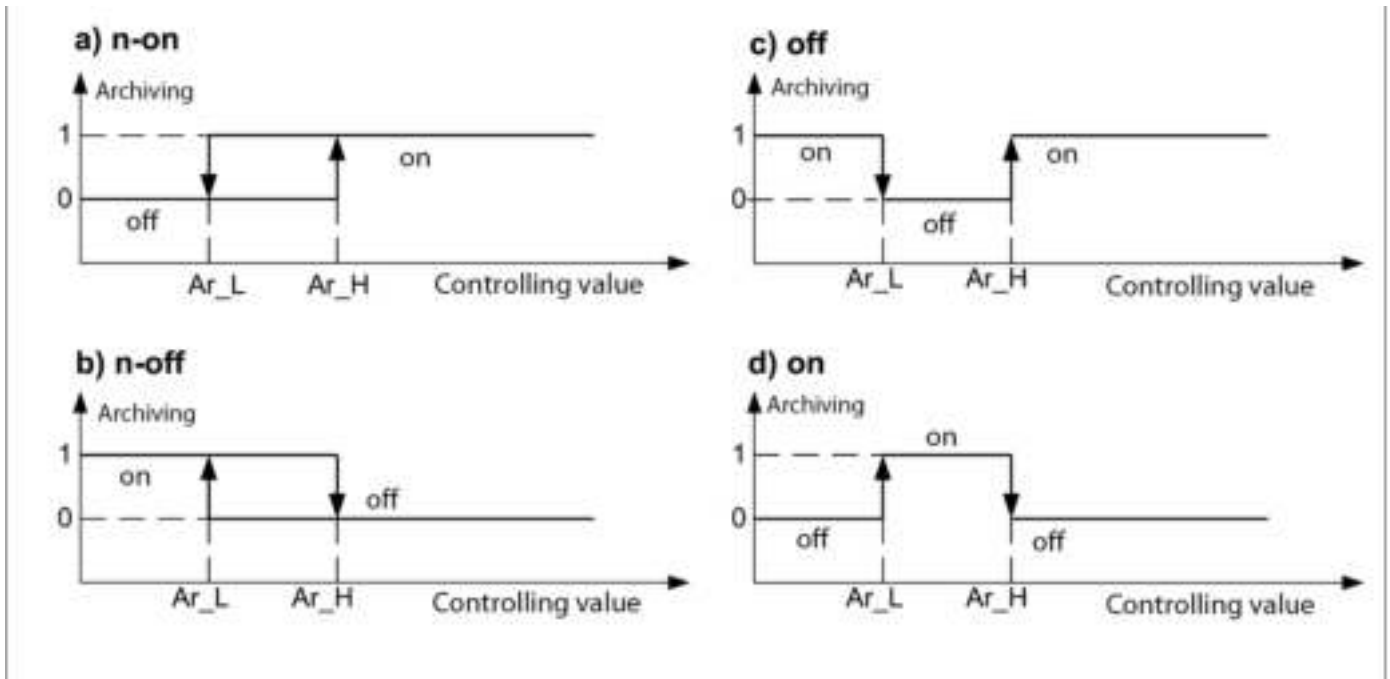 a) n-on
Archiving
1
on
0
off
Ar_L
Ar_H
Controlling value
c) off
Archiving
1
on
on
0
off
Ar_L
Ar_H
Controlling value
b) n-off
Archiving
1
on
off
0
Ar_L
Ar_H
Controlling value
d) on
Archiving
on
1
0
off
off
Ar_L
Ar_H
Controlling value